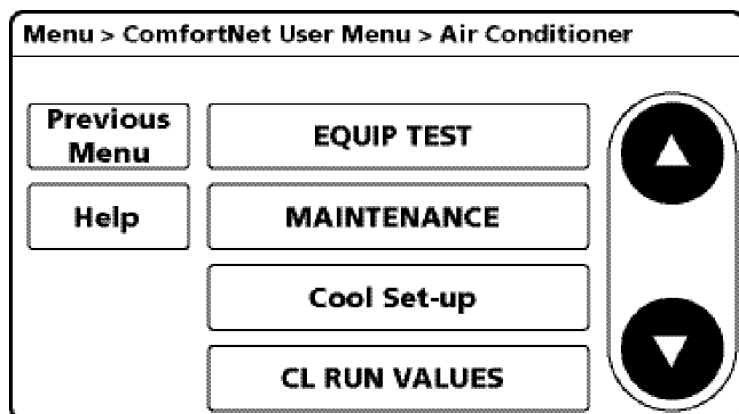 Menu > ComfortNet User Menu > Air Conditioner
Previous
Menu
EQUIP TEST
Help
MAINTENANCE
Cool Set-up
CL RUN VALUES